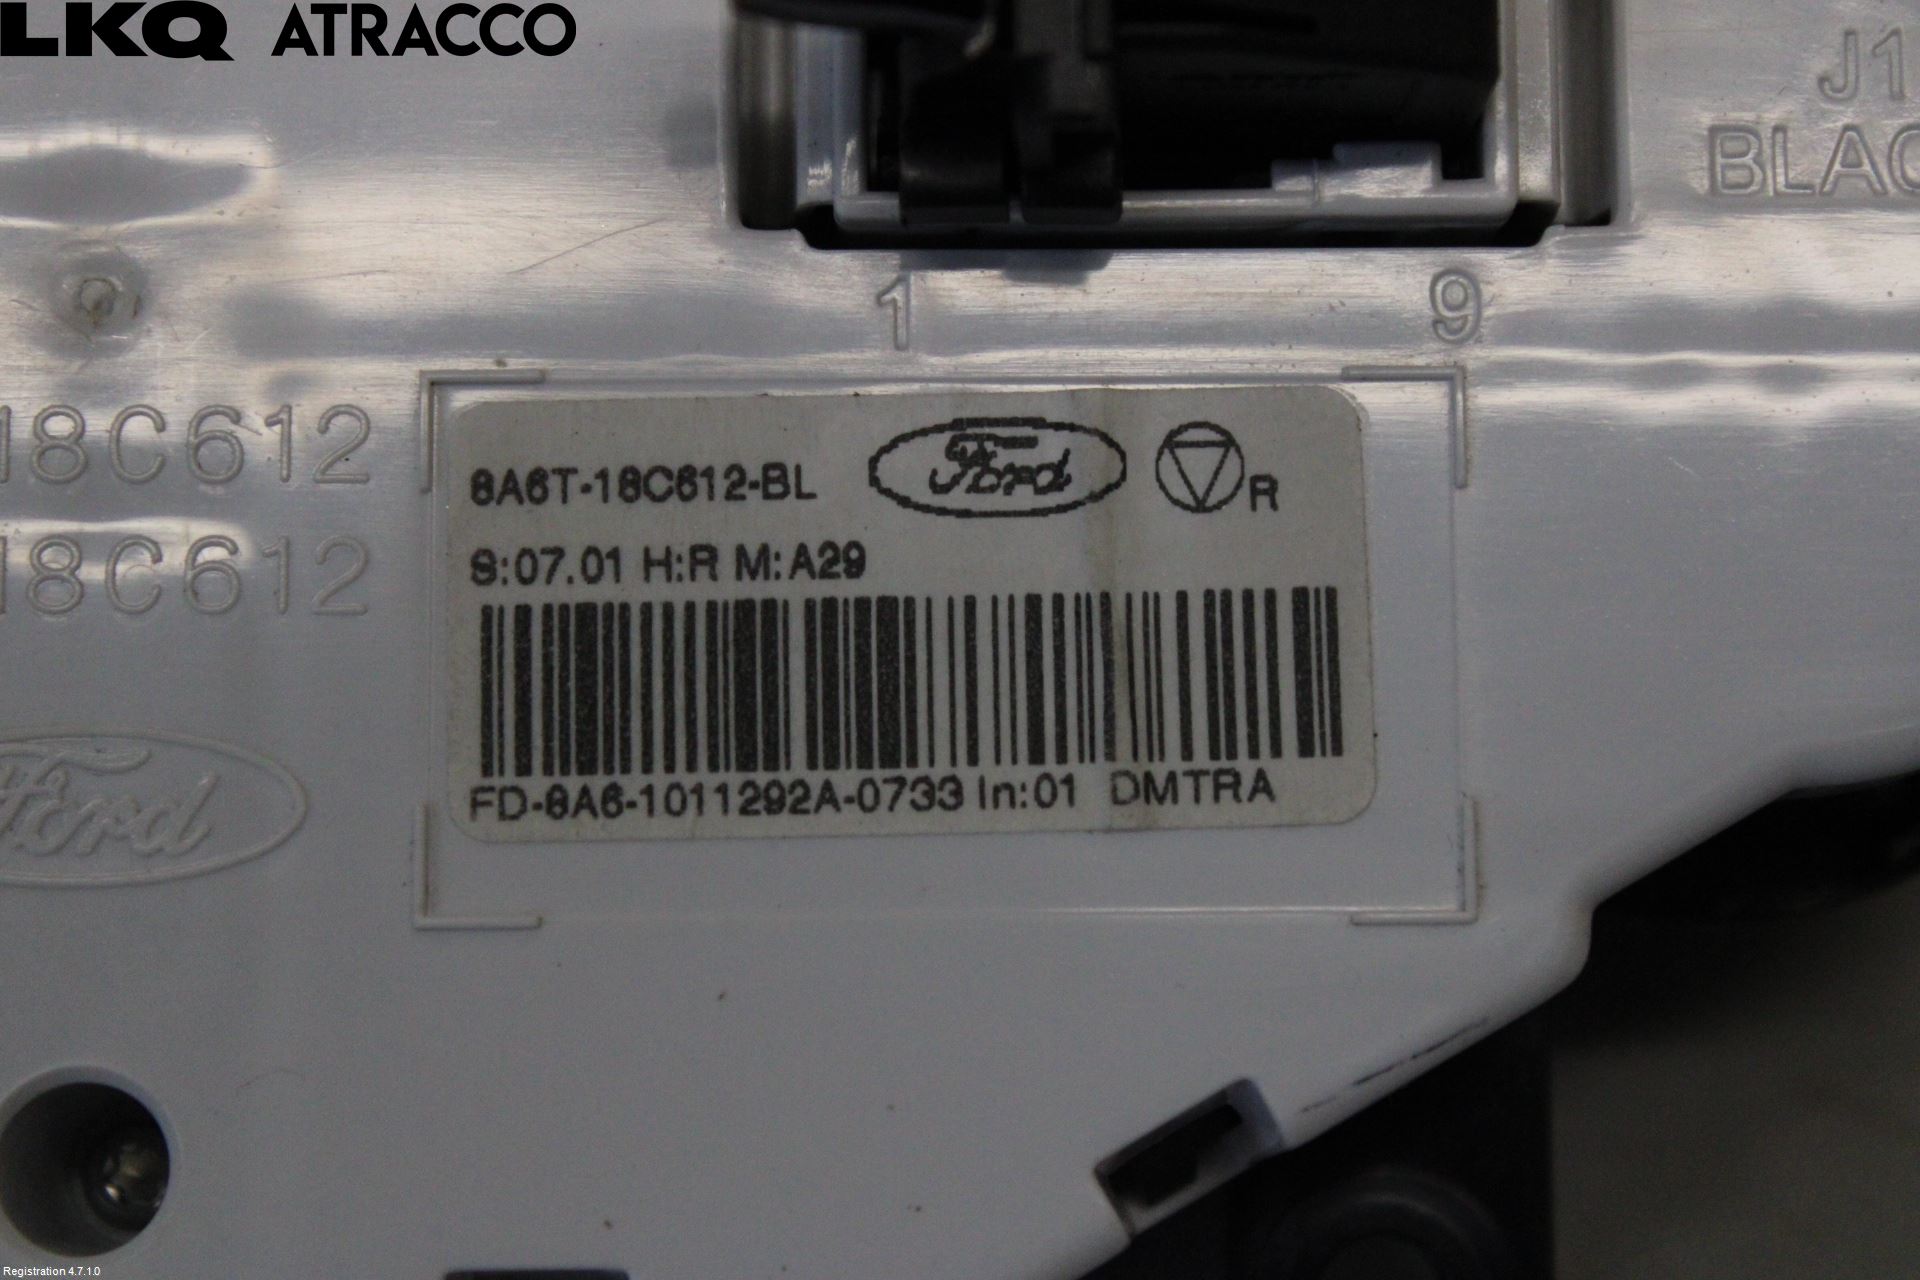 LKQ ATRACCO
J1
BLAC
1 9
18C612
18C612
8A6T-18C612-BL Ford R
S:07.01 H:R M:A29
FD-8A6-1011292A-0733 In:01 DMTRA
Ford
Registration 4.7.1.0